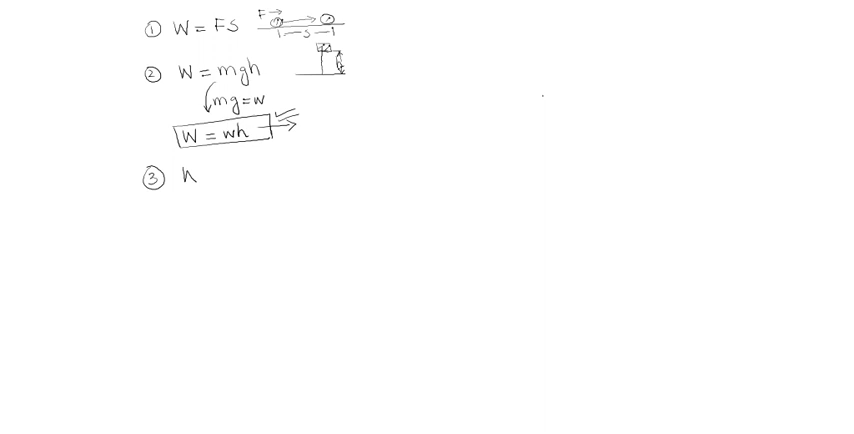 F →
① W = FS
S
② W = mgh
mg = w
W = wh
③ h